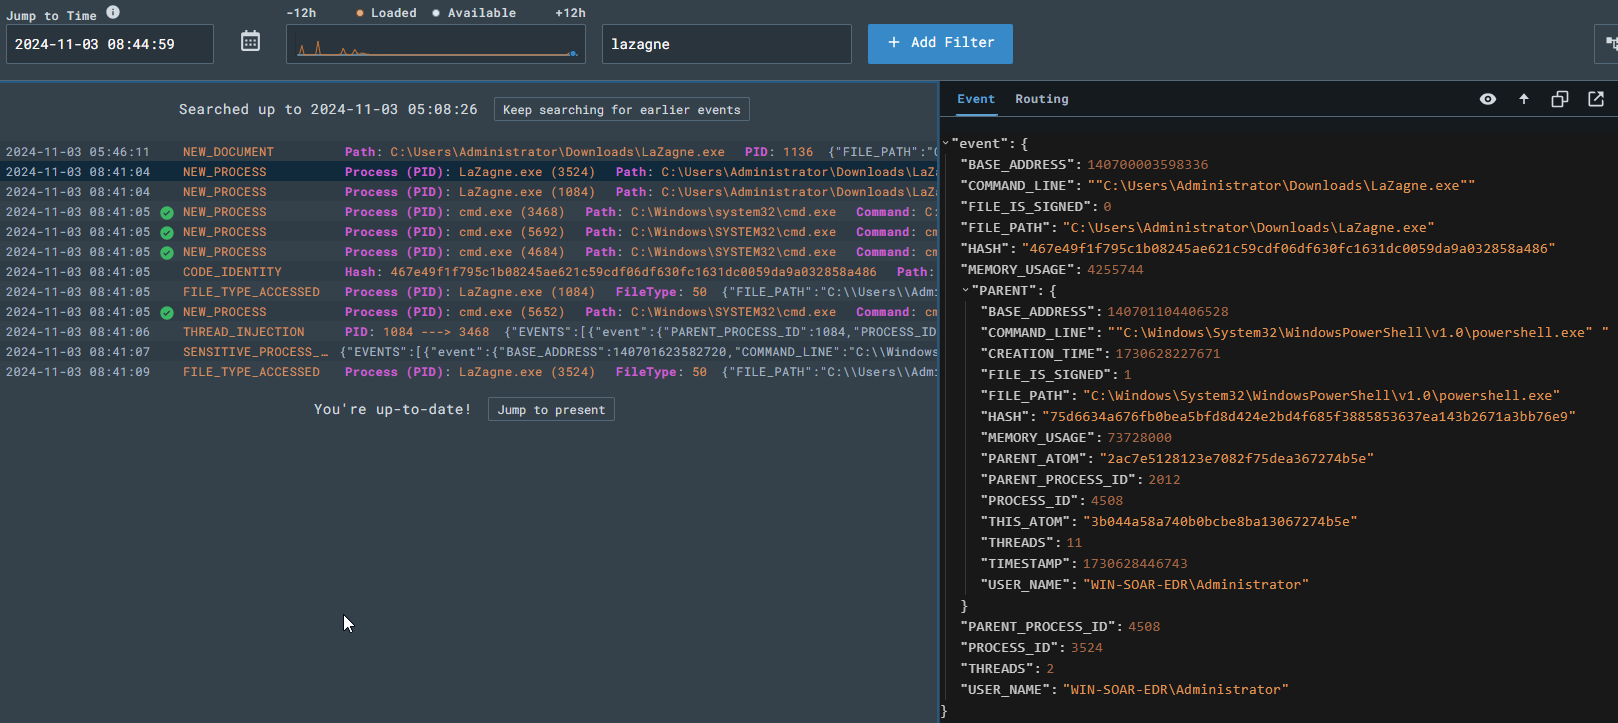 Jump to Time
-12h Loaded Available +12h
2024-11-03 08:44:59
lazagne
+ Add Filter
Searched up to 2024-11-03 05:08:26 Keep searching for earlier events
2024-11-03 05:46:11 NEW_DOCUMENT Path: C:\Users\Administrator\Downloads\LaZagne.exe PID: 1136 {"FILE_PATH":"C
2024-11-03 08:41:04 NEW_PROCESS Process (PID): LaZagne.exe (3524) Path: C:\Users\Administrator\Downloads\LaZ
2024-11-03 08:41:04 NEW_PROCESS Process (PID): LaZagne.exe (1084) Path: C:\Users\Administrator\Downloads\LaZ
2024-11-03 08:41:05 NEW_PROCESS Process (PID): cmd.exe (3468) Path: C:\Windows\system32\cmd.exe Command: C:
2024-11-03 08:41:05 NEW_PROCESS Process (PID): cmd.exe (5692) Path: C:\Windows\SYSTEM32\cmd.exe Command: cm
2024-11-03 08:41:05 NEW_PROCESS Process (PID): cmd.exe (4684) Path: C:\Windows\SYSTEM32\cmd.exe Command: cm
2024-11-03 08:41:05 CODE_IDENTITY Hash: 467e49f1f795c1b08245ae621c59cdf06df630fc1631dc0059da9a032858a486 Path:
2024-11-03 08:41:05 FILE_TYPE_ACCESSED Process (PID): LaZagne.exe (1084) FileType: 50 {"FILE_PATH":"C:\\Users\\Adm
2024-11-03 08:41:05 NEW_PROCESS Process (PID): cmd.exe (5652) Path: C:\Windows\SYSTEM32\cmd.exe Command: cm
2024-11-03 08:41:06 THREAD_INJECTION PID: 1084 ---> 3468 {"EVENTS":[{"event":{"PARENT_PROCESS_ID":1084,"PROCESS_ID
2024-11-03 08:41:07 SENSITIVE_PROCESS_… {"EVENTS":[{"event":{"BASE_ADDRESS":140701623582720,"COMMAND_LINE":"C:\\Windows
2024-11-03 08:41:09 FILE_TYPE_ACCESSED Process (PID): LaZagne.exe (3524) FileType: 50 {"FILE_PATH":"C:\\Users\\Adm
You're up-to-date! Jump to present
Event Routing
"event": {
"BASE_ADDRESS": 140700003598336
"COMMAND_LINE": ""C:\Users\Administrator\Downloads\LaZagne.exe""
"FILE_IS_SIGNED": 0
"FILE_PATH": "C:\Users\Administrator\Downloads\LaZagne.exe"
"HASH": "467e49f1f795c1b08245ae621c59cdf06df630fc1631dc0059da9a032858a486"
"MEMORY_USAGE": 4255744
"PARENT": {
"BASE_ADDRESS": 140701104406528
"COMMAND_LINE": ""C:\Windows\System32\WindowsPowerShell\v1.0\powershell.exe" "
"CREATION_TIME": 1730628227671
"FILE_IS_SIGNED": 1
"FILE_PATH": "C:\Windows\System32\WindowsPowerShell\v1.0\powershell.exe"
"HASH": "75d6634a676fb0bea5bfd8d424e2bd4f685f3885853637ea143b2671a3bb76e9"
"MEMORY_USAGE": 73728000
"PARENT_ATOM": "2ac7e5128123e7082f75dea367274b5e"
"PARENT_PROCESS_ID": 2012
"PROCESS_ID": 4508
"THIS_ATOM": "3b044a58a740b0bcbe8ba13067274b5e"
"THREADS": 11
"TIMESTAMP": 1730628446743
"USER_NAME": "WIN-SOAR-EDR\Administrator"
}
"PARENT_PROCESS_ID": 4508
"PROCESS_ID": 3524
"THREADS": 2
"USER_NAME": "WIN-SOAR-EDR\Administrator"
}